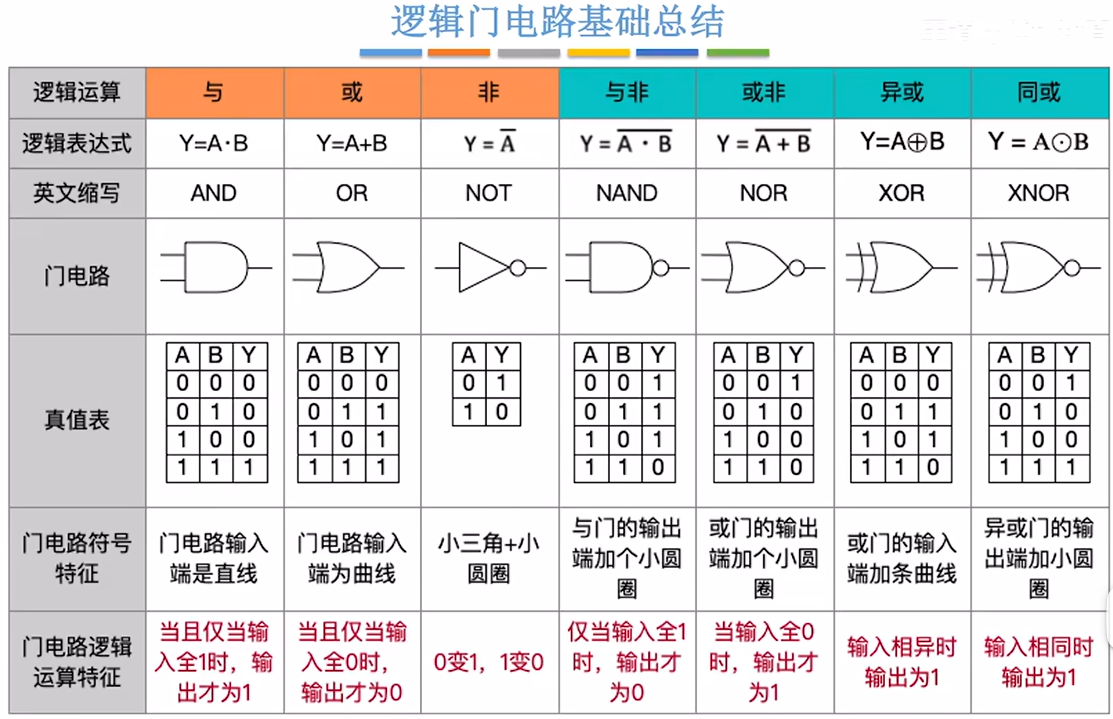 逻辑门电路基础总结
逻辑运算 与 或 非 与非 或非 异或 同或
逻辑表达式 Y=A·B Y=A+B Y = A̅ Y = A̅ ̅·̅ ̅B̅ Y = A̅ ̅+̅ ̅B̅ Y=A⊕B Y = A⊙B
英文缩写 AND OR NOT NAND NOR XOR XNOR
门电路
真值表
A B Y A B Y A Y A B Y A B Y A B Y A B Y
0 0 0 0 0 0 0 1 0 0 1 0 0 1 0 0 0 0 0 1
0 1 0 0 1 1 1 0 0 1 1 0 1 0 0 1 1 0 1 0
1 0 0 1 0 1 1 0 1 1 0 0 1 0 1 1 0 0
1 1 1 1 1 1 1 1 0 1 1 0 1 1 0 1 1 1
门电路符号
特征
门电路输入
端是直线
门电路输入
端为曲线
小三角+小
圆圈
与门的输出
端加个小圆
圈
或门的输出
端加个小圆
圈
或门的输入
端加条曲线
异或门的输
出端加小圆
圈
门电路逻辑
运算特征
当且仅当输
入全1时，输
出才为1
当且仅当输
入全0时，
输出才为0
0变1，1变0
仅当输入全1
时，输出才
为0
当输入全0
时，输出才
为1
输入相异时
输出为1
输入相同时
输出为1